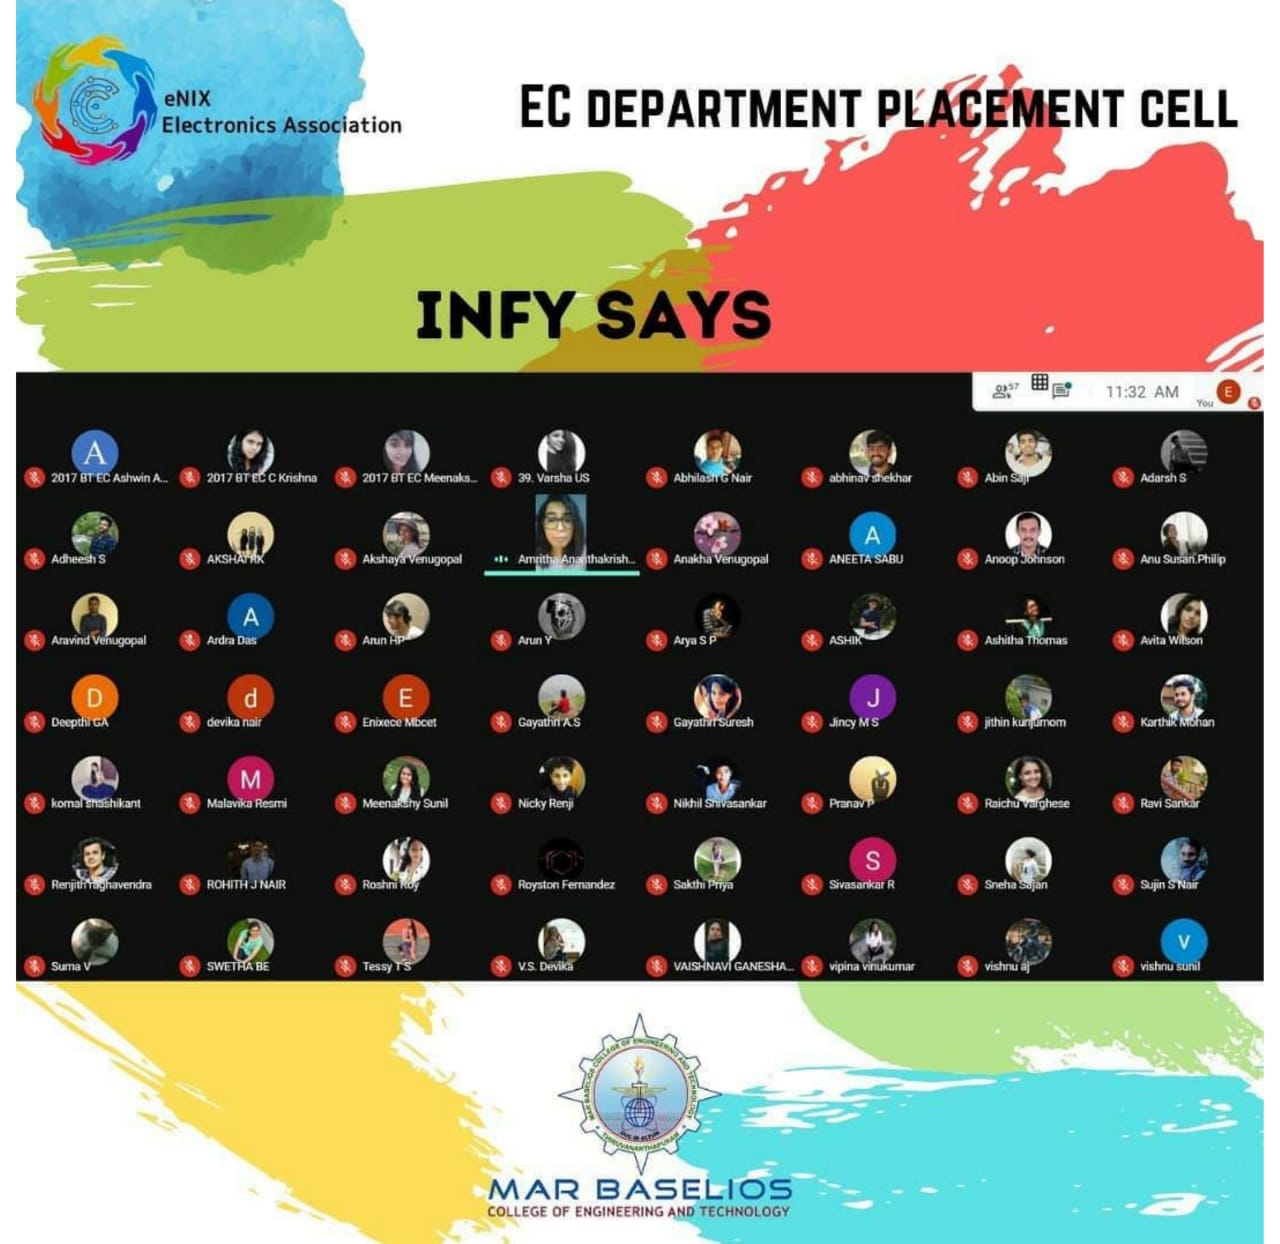 eNIX
Electronics Association
EC DEPARTMENT PLACEMENT CELL
INFY SAYS
57
11:32 AM
You
E
A
2017 BT EC Ashwin A...
2017 BT EC C Krishna
2017 BT EC Meenaks...
39. Varsha US
Abhilash G Nair
abhinav shekhar
Abin Saji
Adarsh S
Adheesh S
AKSHAI RK
Akshaya Venugopal
Amritha Ananthakrish...
Anakha Venugopal
A
ANEETA SABU
Anoop Johnson
Anu Susan Philip
Aravind Venugopal
A
Ardra Das
Arun HP
Arun Y
Arya S P
ASHIK
Ashitha Thomas
Avita Wilson
D
Deepthi GA
d
devika nair
E
Enixece Mbcet
Gayathri A.S
Gayathri Suresh
J
Jincy M S
jithin kunjumom
Karthik Mohan
komal shashikant
M
Malavika Resmi
Meenakshy Sunil
Nicky Renji
Nikhil Shivasankar
Pranav P
Raichu Varghese
Ravi Sankar
Renjith raghavendra
ROHITH J NAIR
Roshni Roy
Royston Fernandez
Sakthi Priya
S
Sivasankar R
Sneha Sajan
Sujin S Nair
Suma V
SWETHA BE
Tessy T S
V.S. Devika
VAISHNAVI GANESHA...
vipina vinukumar
vishnu aj
v
vishnu sunil
MAR BASELIOS COLLEGE OF ENGINEERING AND TECHNOLOGY
THIRUVANANTHAPURAM
MAR BASELIOS
COLLEGE OF ENGINEERING AND TECHNOLOGY